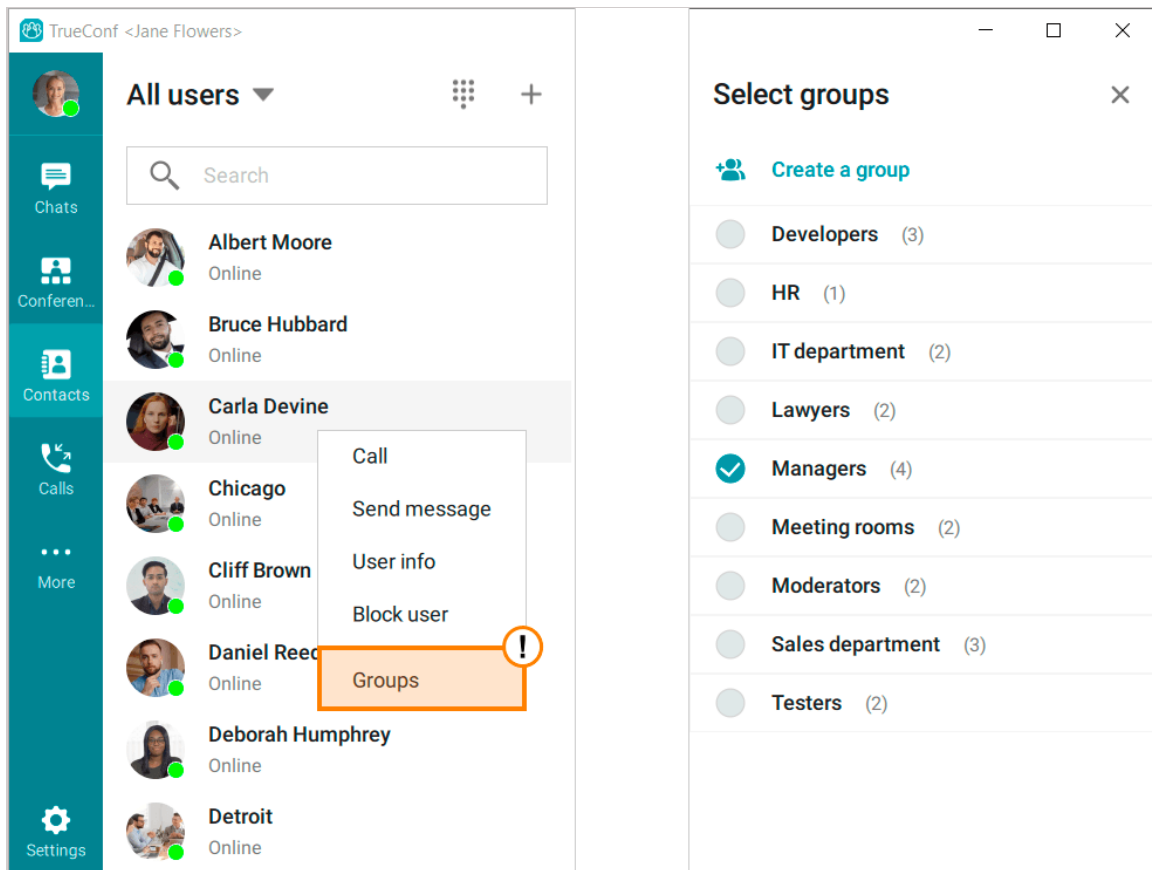 TrueConf <Jane Flowers>
All users
Search
Chats
Conferen...
Contacts
Calls
More
Settings
Albert Moore
Online
Bruce Hubbard
Online
Carla Devine
Online
Chicago
Online
Cliff Brown
Online
Daniel Reed
Online
Deborah Humphrey
Online
Detroit
Online
Call
Send message
User info
Block user
Groups
!
Select groups
Create a group
Developers (3)
HR (1)
IT department (2)
Lawyers (2)
Managers (4)
Meeting rooms (2)
Moderators (2)
Sales department (3)
Testers (2)